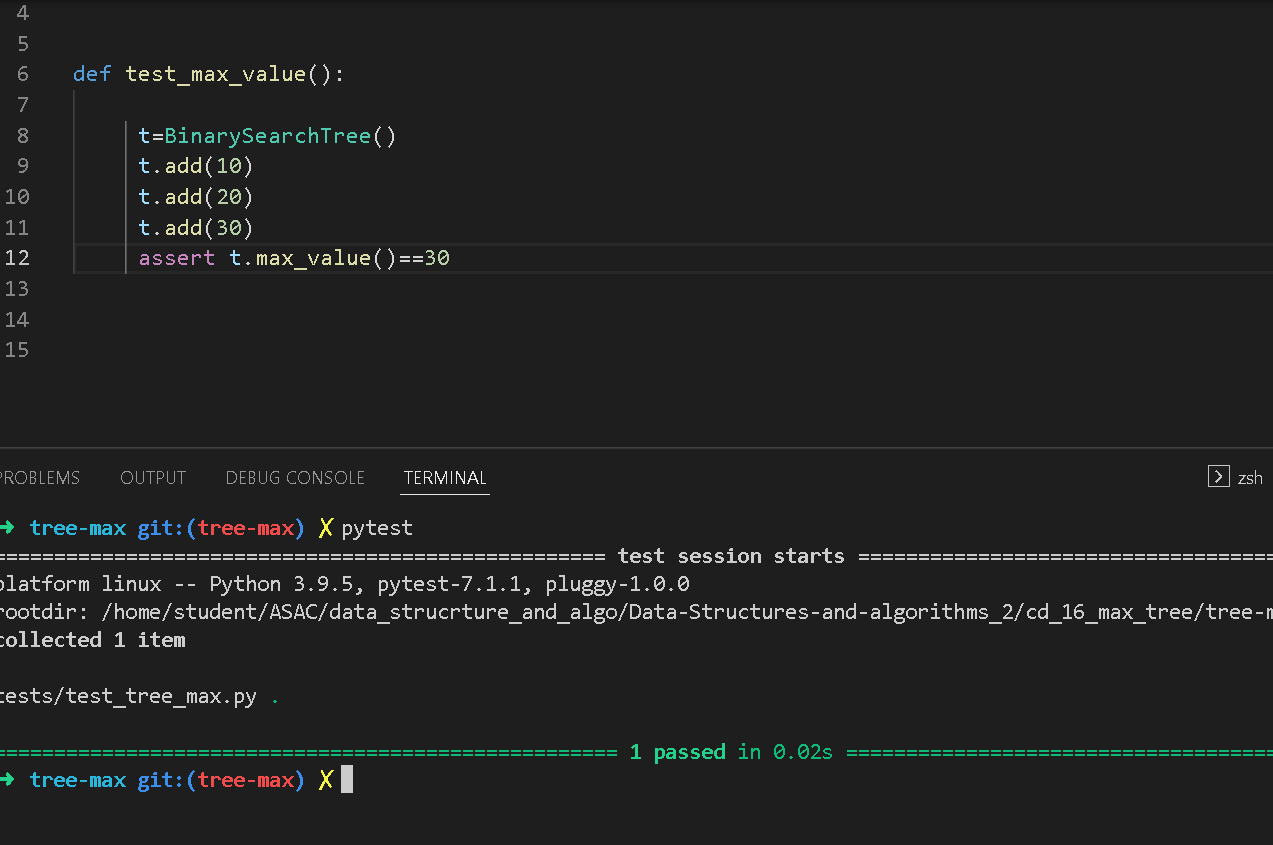 4
5
6 def test_max_value():
7
8 t=BinarySearchTree()
9 t.add(10)
10 t.add(20)
11 t.add(30)
12 assert t.max_value()==30
13
14
15
PROBLEMS OUTPUT DEBUG CONSOLE TERMINAL zsh
➜ tree-max git:(tree-max) ✗ pytest
=================================================== test session starts ===================================
platform linux -- Python 3.9.5, pytest-7.1.1, pluggy-1.0.0
rootdir: /home/student/ASAC/data_strucrture_and_algo/Data-Structures-and-algorithms_2/cd_16_max_tree/tree-m
collected 1 item
tests/test_tree_max.py .
==================================================== 1 passed in 0.02s ====================================
➜ tree-max git:(tree-max) ✗